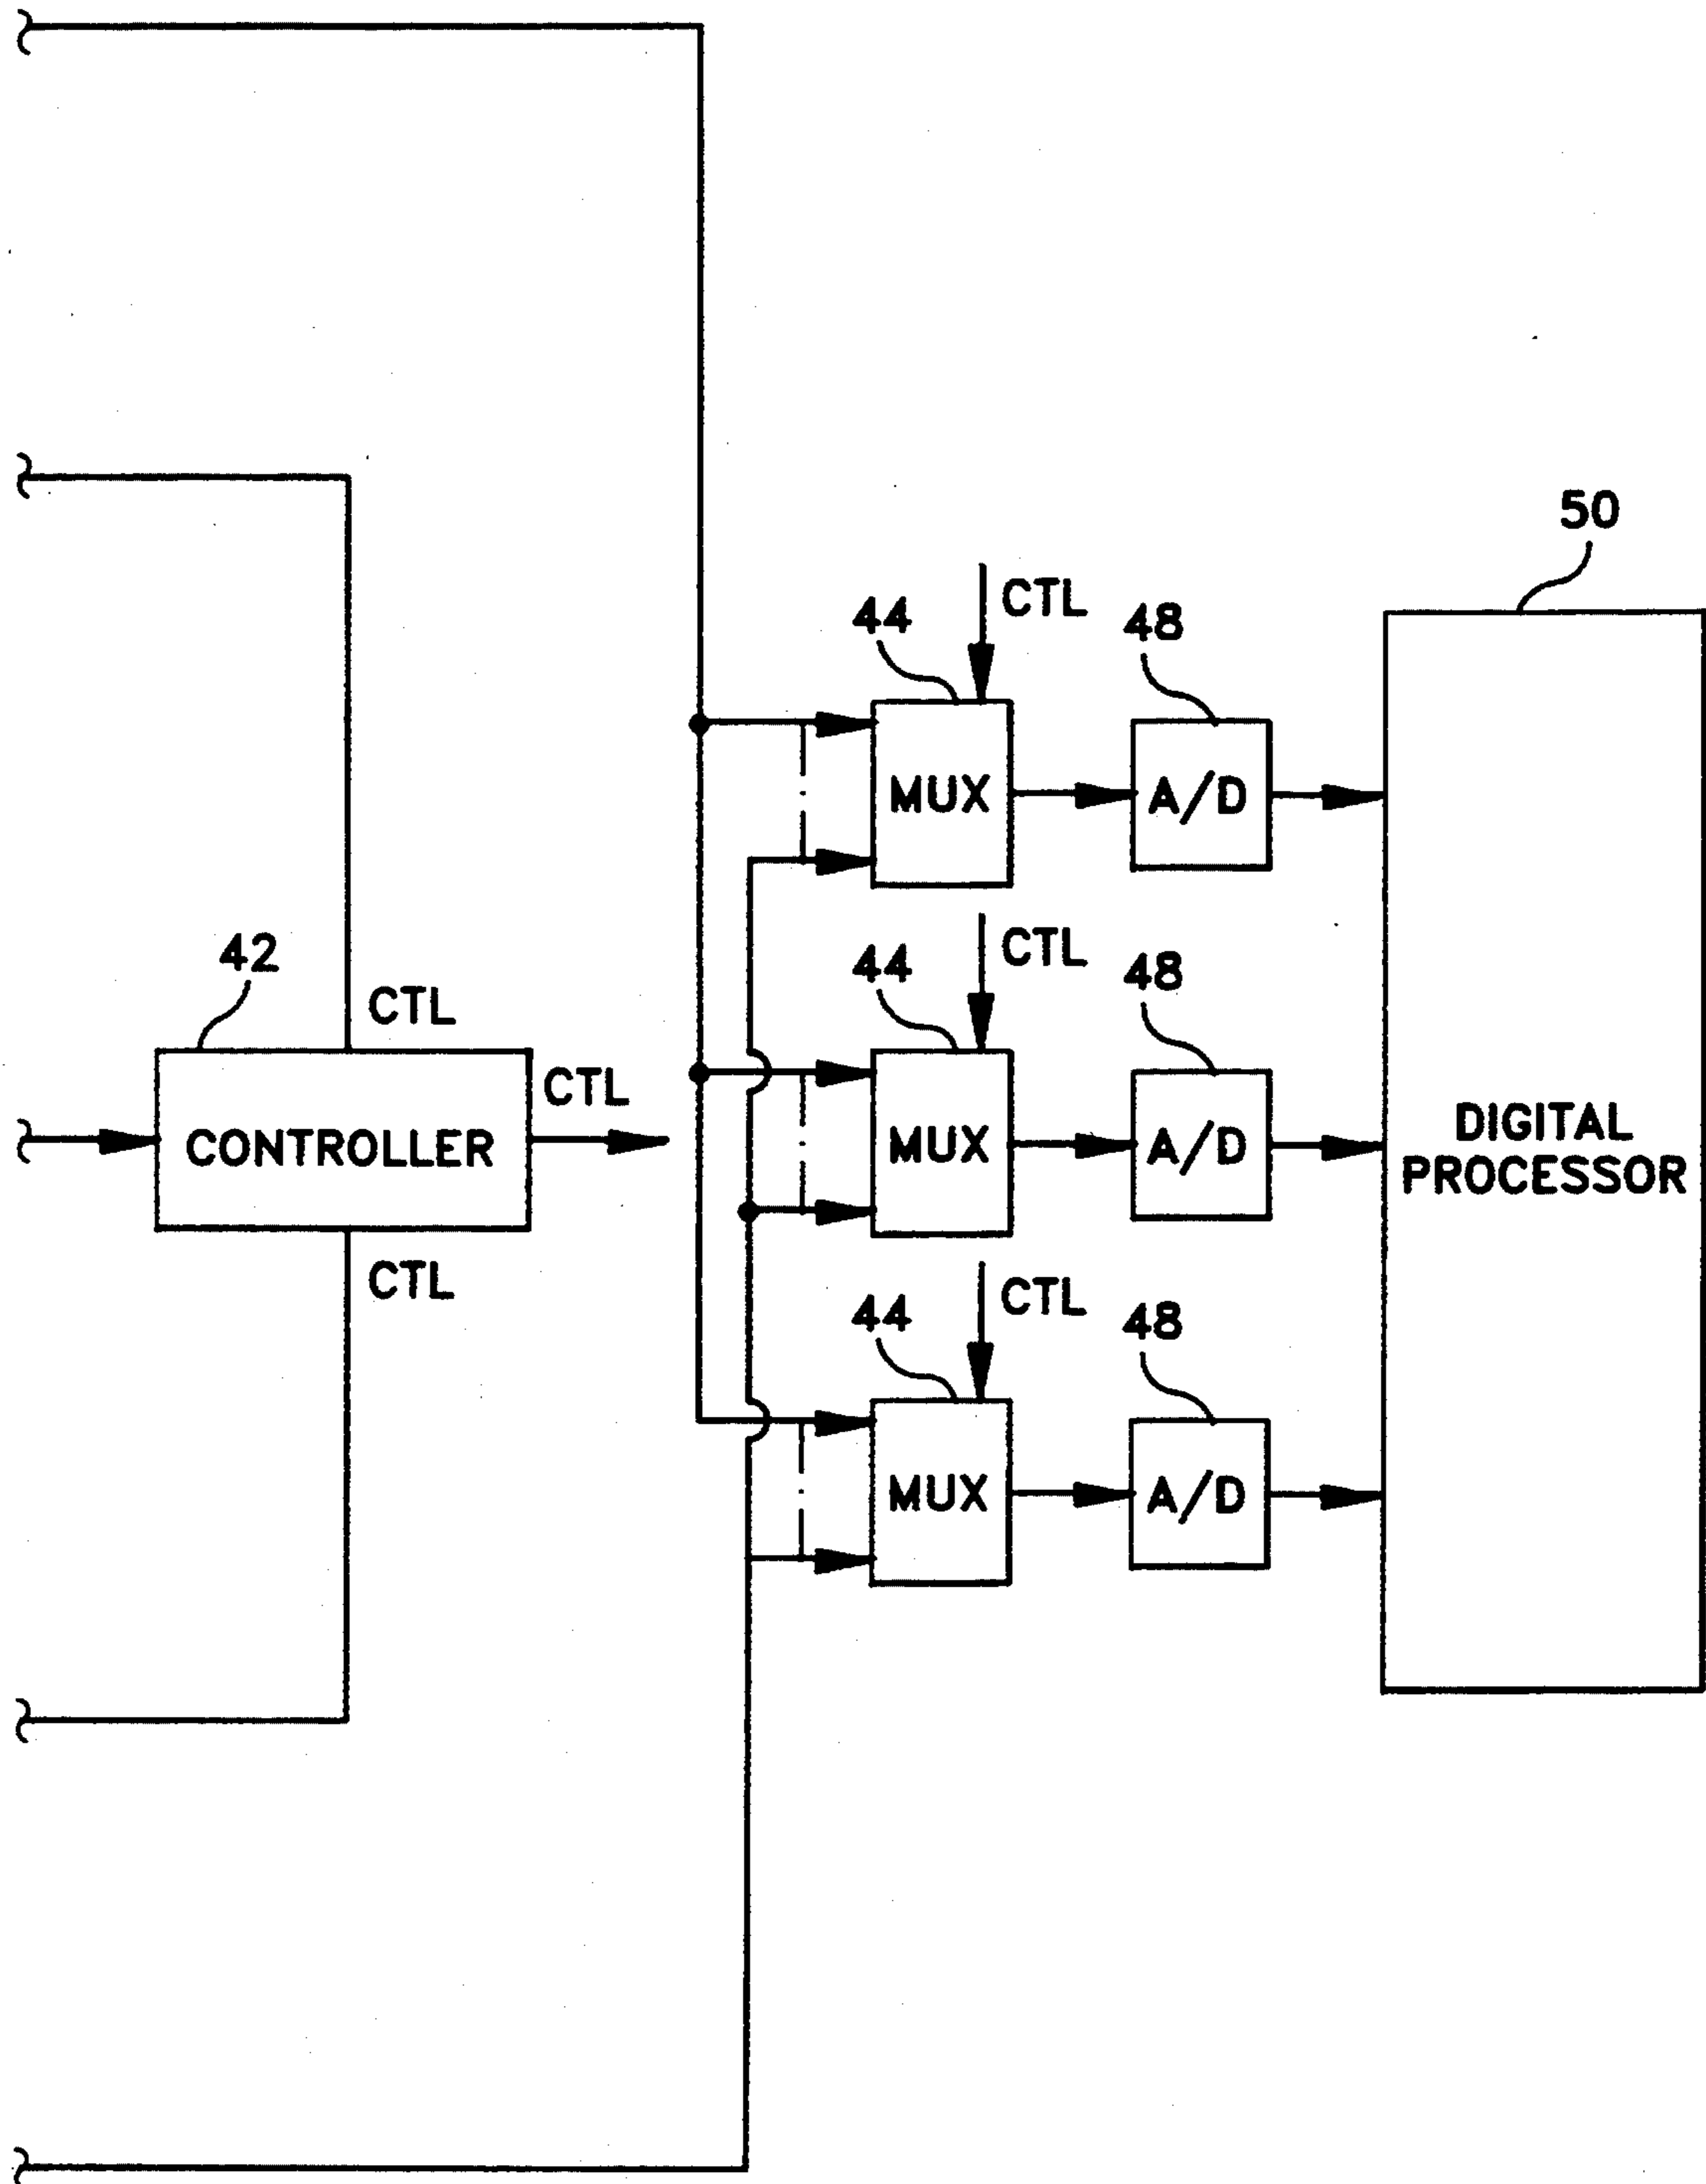 50
CTL
44
48
MUX
A/D
CTL
42
44
48
CTL
CTL
CONTROLLER
MUX
A/D
DIGITAL
PROCESSOR
CTL
CTL
44
48
MUX
A/D